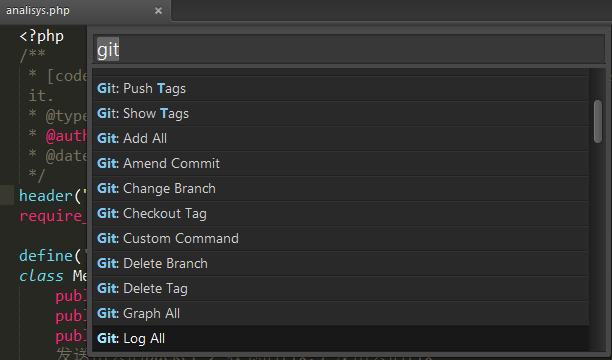 analisys.php
<?php
git
/**
* [code
Git: Push Tags
it.
Git: Show Tags
* @type
Git: Add All
* @auth
Git: Amend Commit
* @date
*/
Git: Change Branch
header("
Git: Checkout Tag
require_
Git: Custom Command
define('
Git: Delete Branch
class Me
Git: Delete Tag
publ
Git: Graph All
publ
publ
Git: Log All